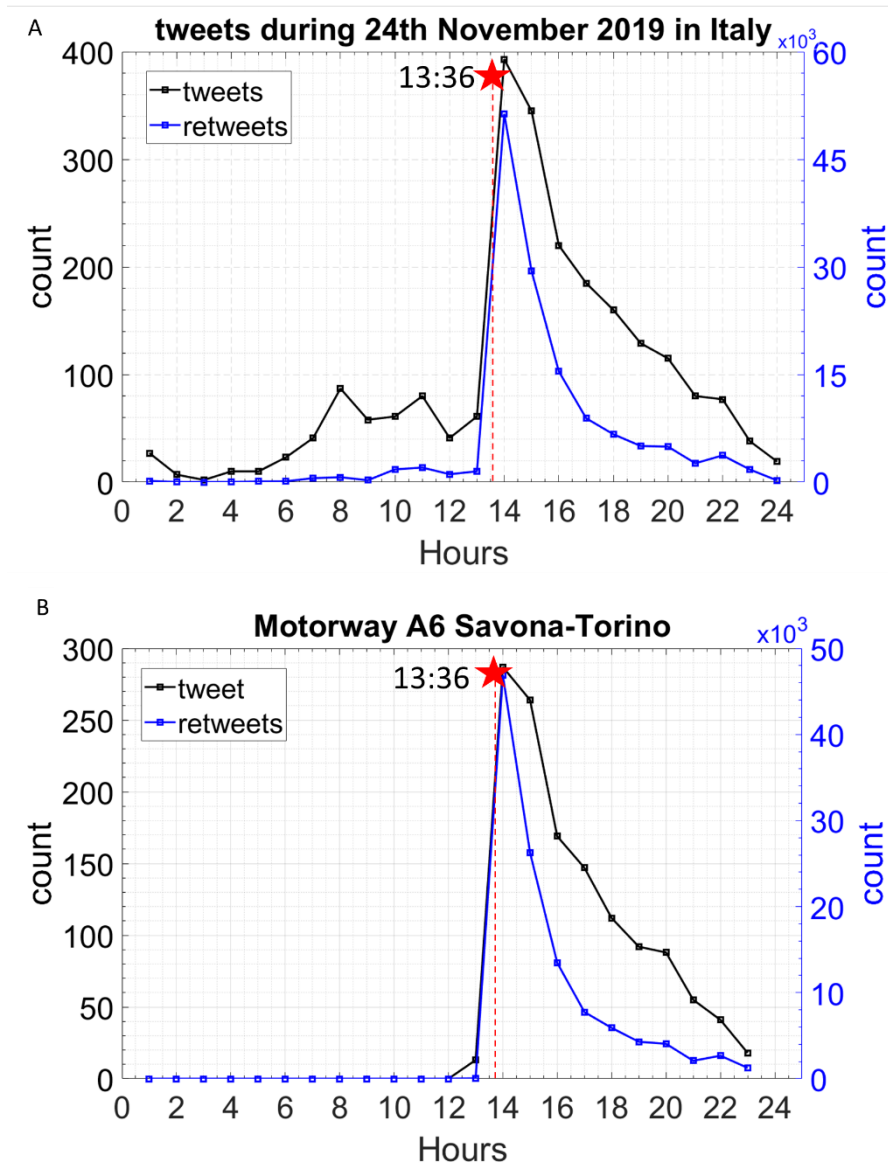 A
tweets during 24th November 2019 in Italy
x10³
400
300
200
100
0
tweets
retweets
13:36
60
45
30
15
0
count
count
0 2 4 6 8 10 12 14 16 18 20 22 24
Hours
B
Motorway A6 Savona-Torino
x10³
300
250
200
150
100
50
0
tweet
retweets
13:36
50
40
30
20
10
0
count
count
0 2 4 6 8 10 12 14 16 18 20 22 24
Hours